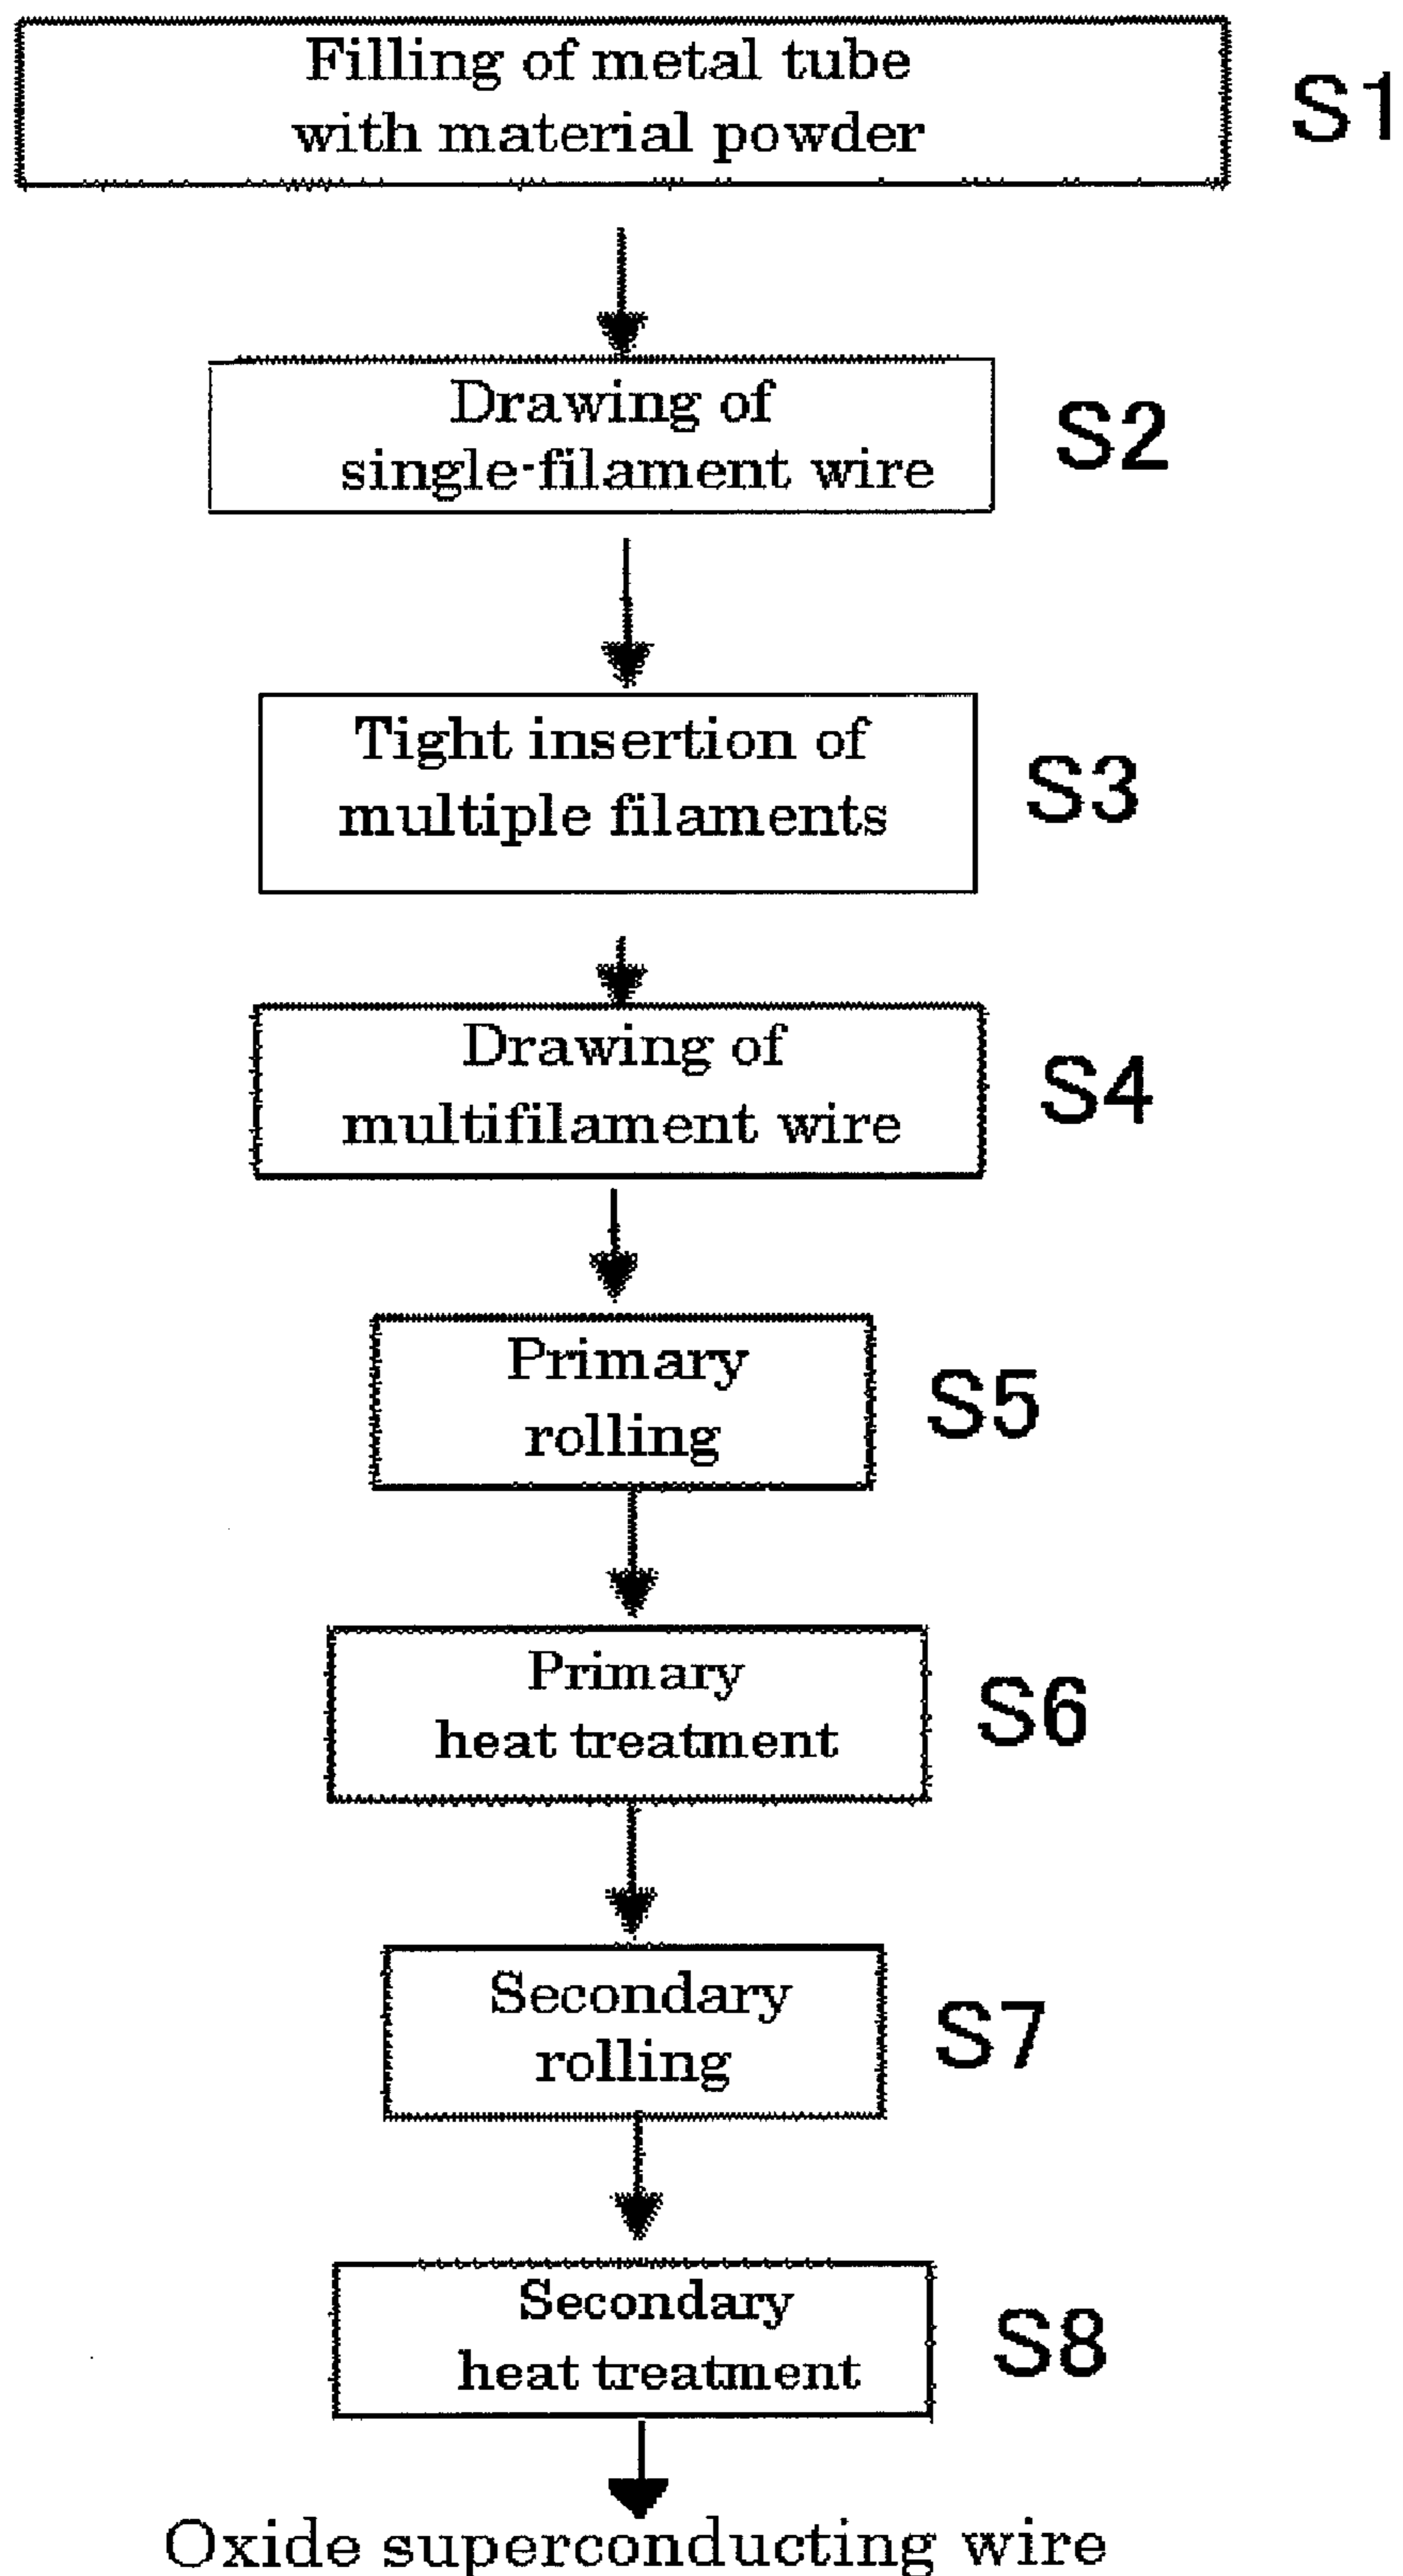 Filling of metal tube
with material powder
S1
Drawing of
single-filament wire
S2
Tight insertion of
multiple filaments
S3
Drawing of
multifilament wire
S4
Primary
rolling
S5
Primary
heat treatment
S6
Secondary
rolling
S7
Secondary
heat treatment
S8
Oxide superconducting wire